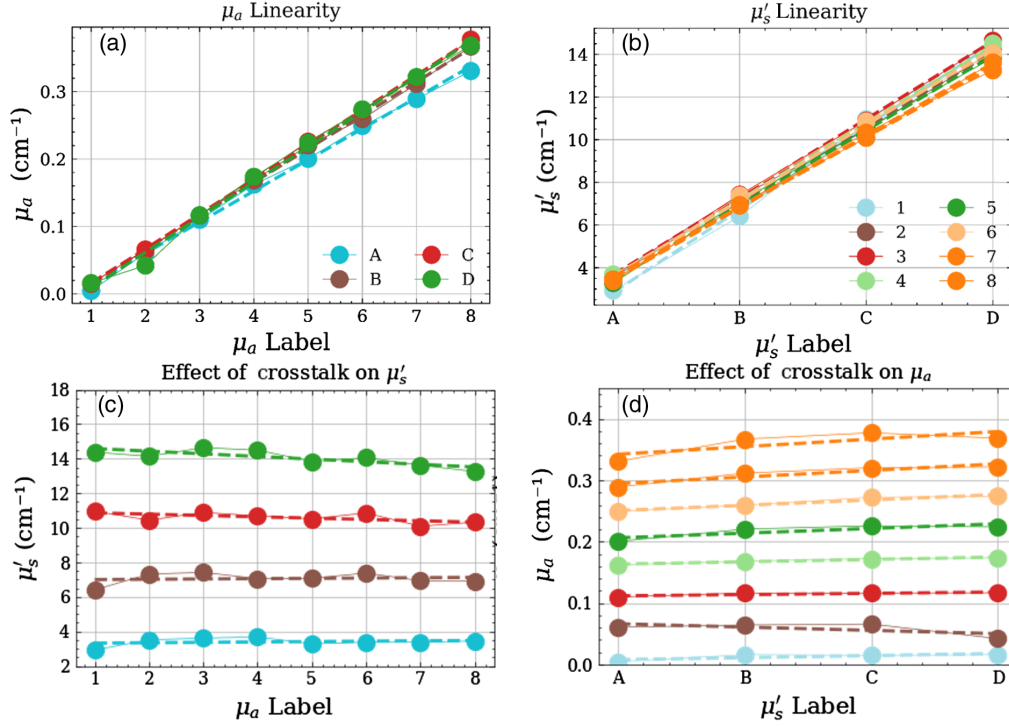 μa Linearity
(a)
μa (cm⁻¹)
0.3
0.2
0.1
0.0
A
B
C
D
1 2 3 4 5 6 7 8
μa Label
μ′s Linearity
(b)
μ′s (cm⁻¹)
14
12
10
8
6
4
1
2
3
4
5
6
7
8
A B C D
μ′s Label
Effect of crosstalk on μ′s
(c)
μ′s (cm⁻¹)
18
16
14
12
10
8
6
4
2
1 2 3 4 5 6 7 8
μa Label
Effect of crosstalk on μa
(d)
μa (cm⁻¹)
0.4
0.3
0.2
0.1
0.0
A B C D
μ′s Label